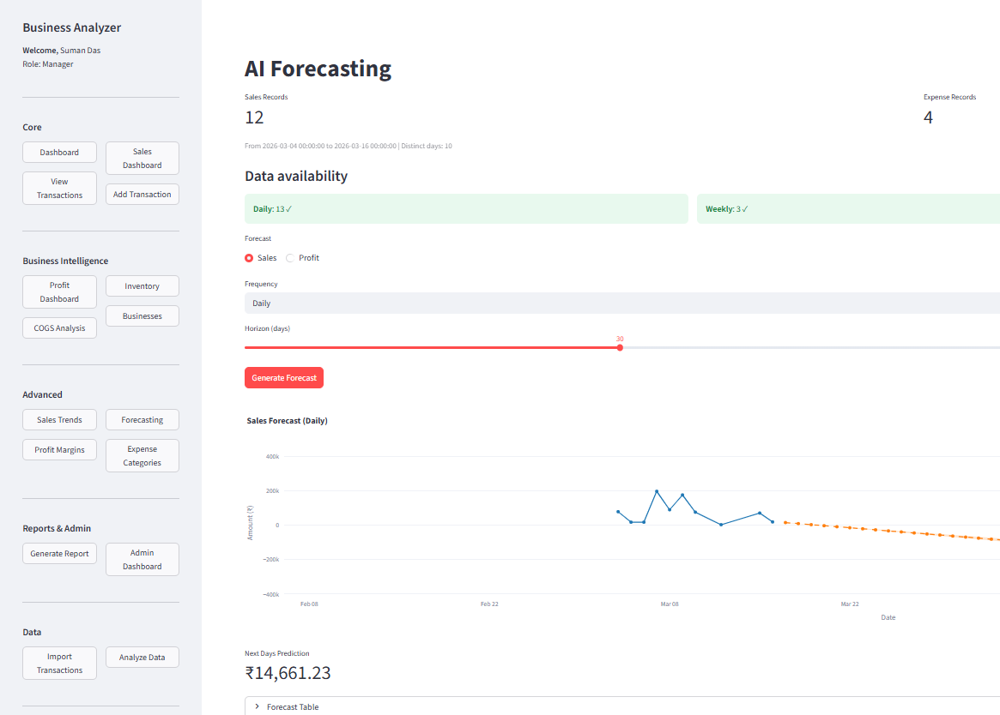 Business Analyzer
Welcome, Suman Das
Role: Manager
Core
Dashboard
Sales
Dashboard
View
Transactions
Add Transaction
Business Intelligence
Profit
Dashboard
Inventory
Businesses
COGS Analysis
Advanced
Sales Trends
Forecasting
Profit Margins
Expense
Categories
Reports & Admin
Generate Report
Admin
Dashboard
Data
Import
Transactions
Analyze Data
AI Forecasting
Sales Records
12
Expense Records
4
From 2026-03-04 00:00:00 to 2026-03-16 00:00:00 | Distinct days: 10
Data availability
Daily: 13 ✓
Weekly: 3 ✓
Forecast
Sales
Profit
Frequency
Daily
Horizon (days)
30
Generate Forecast
Sales Forecast (Daily)
400k
200k
0
−200k
−400k
Amount (₹)
Feb 08
Feb 22
Mar 08
Mar 22
Date
Next Days Prediction
₹14,661.23
Forecast Table